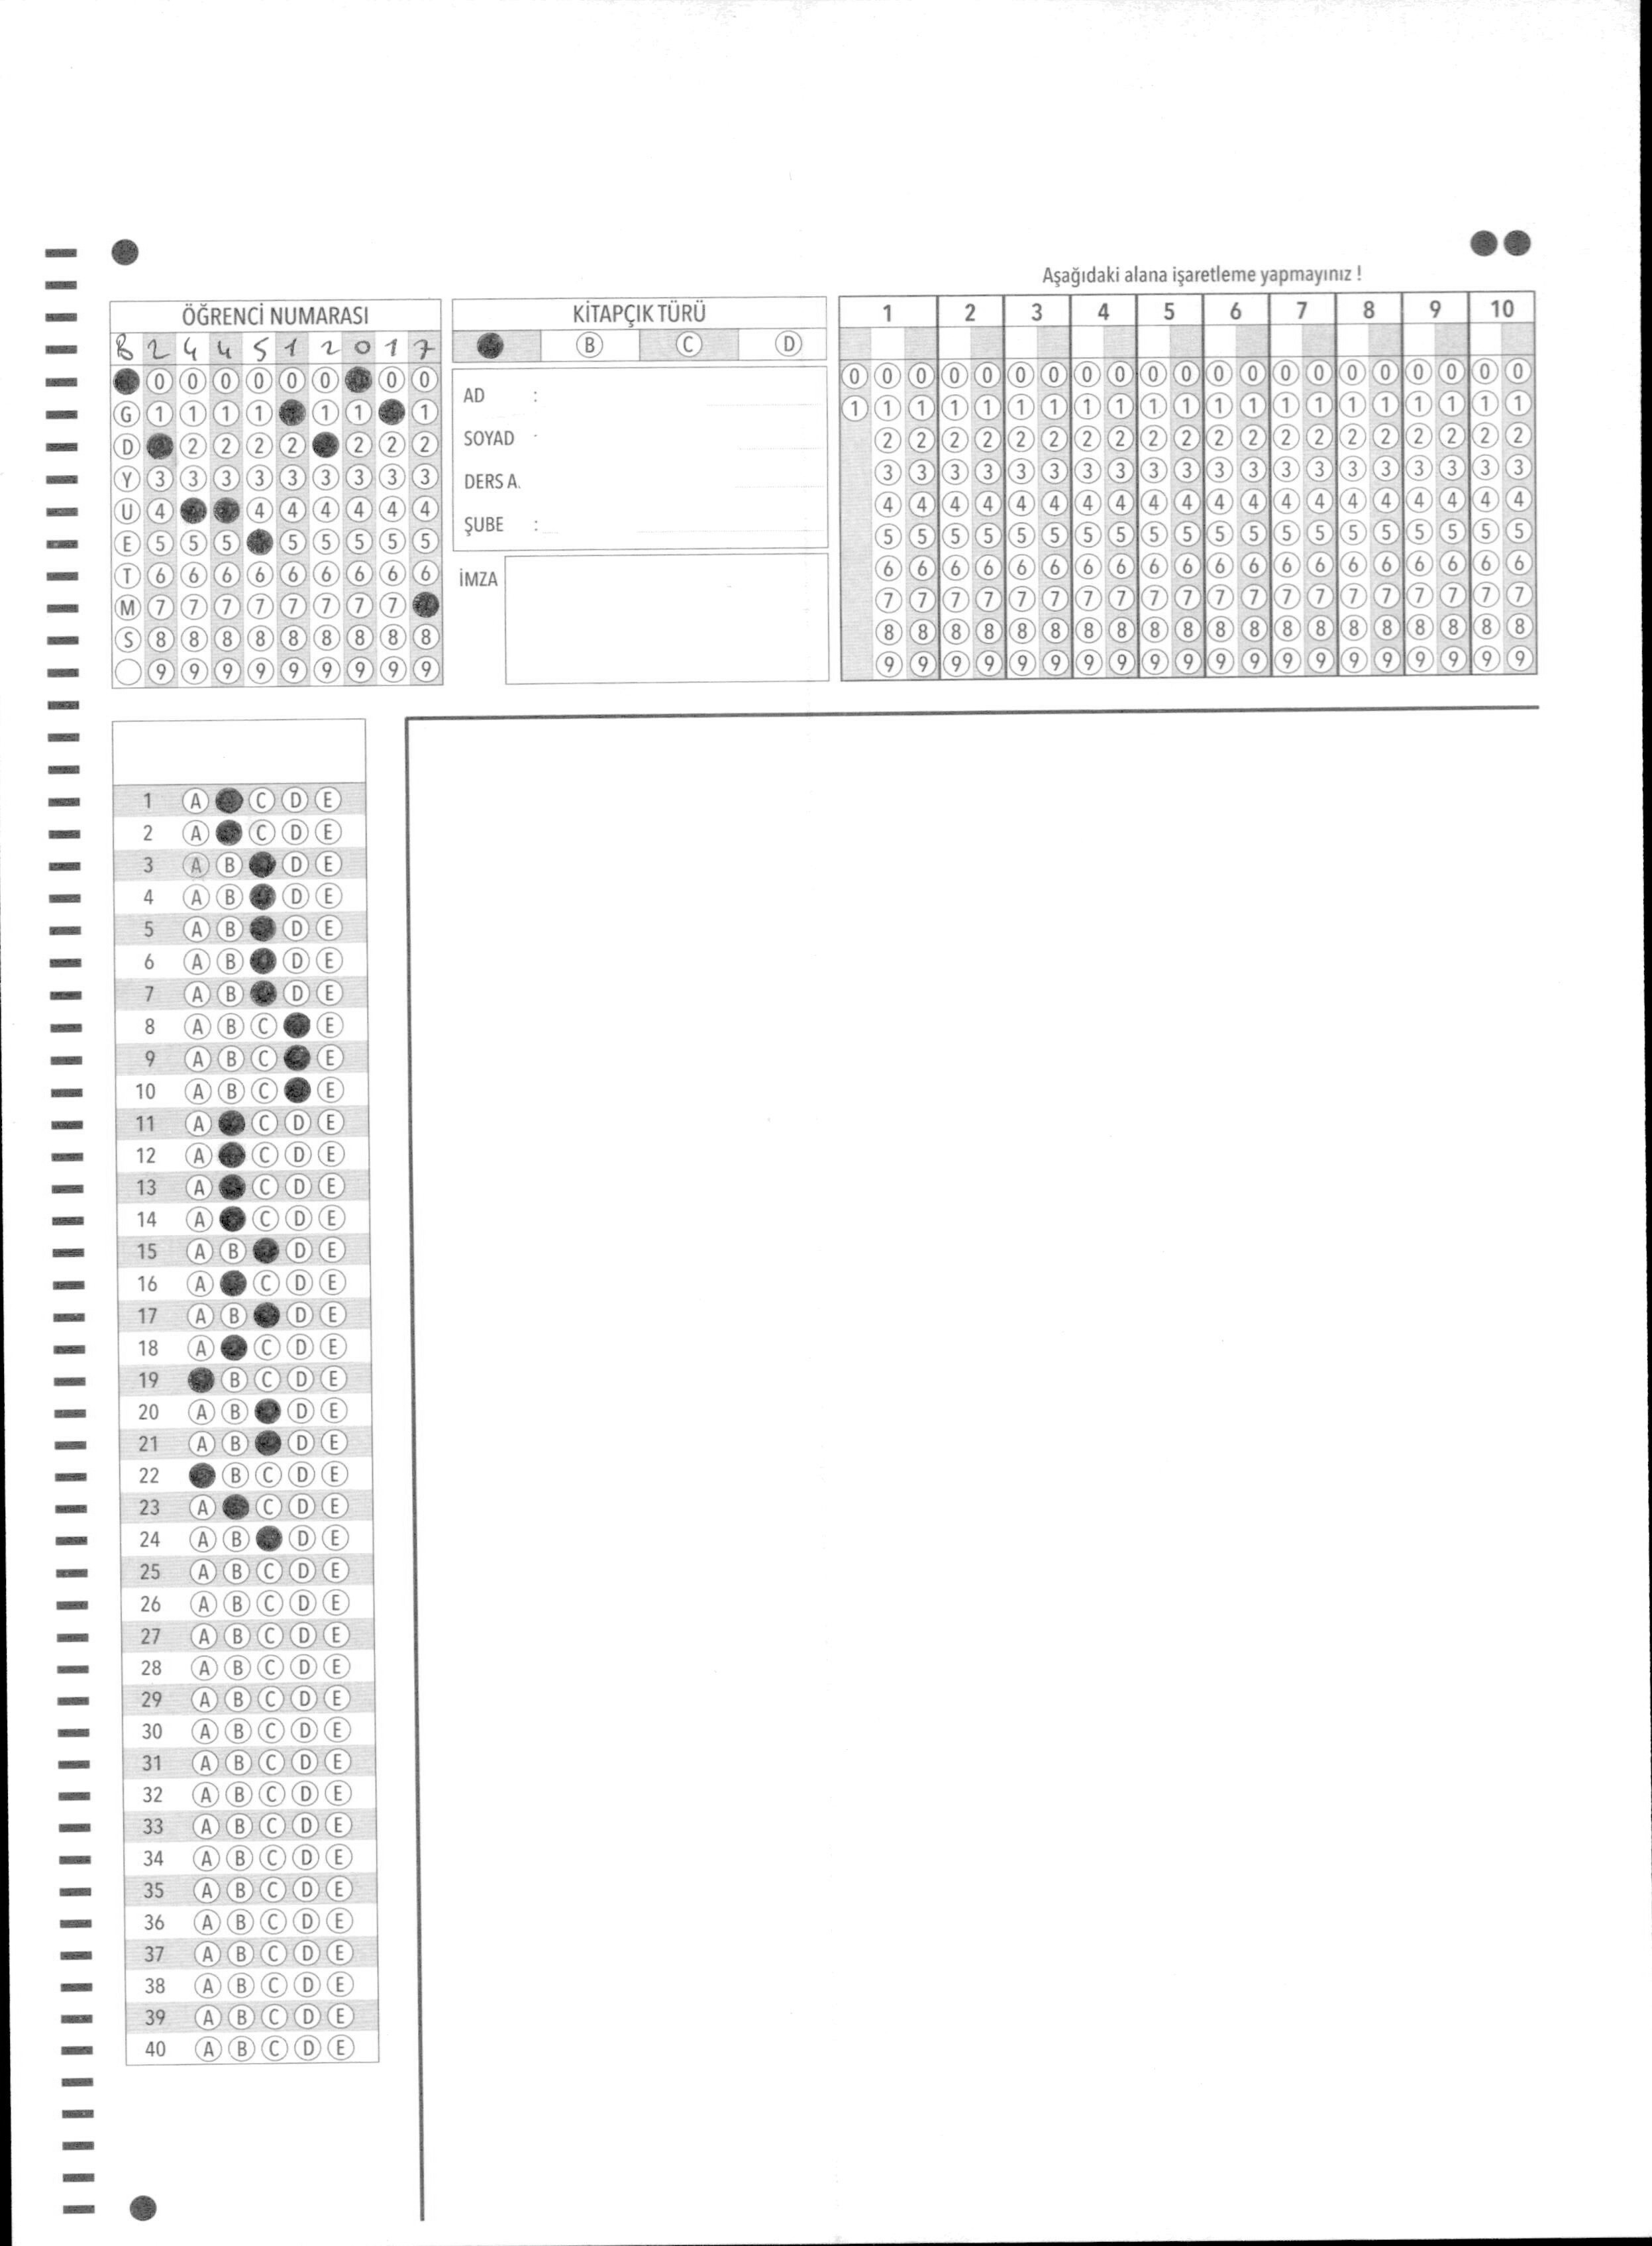 Aşağıdaki alana işaretleme yapmayınız !
ÖĞRENCİ NUMARASI
B 2 4 4 5 1 2 0 1 7
0 0 0 0 0 0 0 0
G 1 1 1 1 1 1 1
D 2 2 2 2 2 2 2
Y 3 3 3 3 3 3 3 3 3
U 4 4 4 4 4 4 4
E 5 5 5 5 5 5 5 5
T 6 6 6 6 6 6 6 6 6
M 7 7 7 7 7 7 7 7
S 8 8 8 8 8 8 8 8 8
9 9 9 9 9 9 9 9 9
KİTAPÇIK TÜRÜ
B C D
AD :
SOYAD
DERS A.
ŞUBE :
İMZA
1 2 3 4 5 6 7 8 9 10
0 0 0 0 0 0 0 0 0 0 0 0 0 0 0 0 0 0 0 0 0
1 1 1 1 1 1 1 1 1 1 1 1 1 1 1 1 1 1 1 1 1
2 2 2 2 2 2 2 2 2 2 2 2 2 2 2 2 2 2 2 2
3 3 3 3 3 3 3 3 3 3 3 3 3 3 3 3 3 3 3 3
4 4 4 4 4 4 4 4 4 4 4 4 4 4 4 4 4 4 4 4
5 5 5 5 5 5 5 5 5 5 5 5 5 5 5 5 5 5 5 5
6 6 6 6 6 6 6 6 6 6 6 6 6 6 6 6 6 6 6 6
7 7 7 7 7 7 7 7 7 7 7 7 7 7 7 7 7 7 7 7
8 8 8 8 8 8 8 8 8 8 8 8 8 8 8 8 8 8 8 8
9 9 9 9 9 9 9 9 9 9 9 9 9 9 9 9 9 9 9 9
1 A C D E
2 A C D E
3 A B D E
4 A B D E
5 A B D E
6 A B D E
7 A B D E
8 A B C E
9 A B C E
10 A B C E
11 A C D E
12 A C D E
13 A C D E
14 A C D E
15 A B D E
16 A C D E
17 A B D E
18 A C D E
19 B C D E
20 A B D E
21 A B D E
22 B C D E
23 A C D E
24 A B D E
25 A B C D E
26 A B C D E
27 A B C D E
28 A B C D E
29 A B C D E
30 A B C D E
31 A B C D E
32 A B C D E
33 A B C D E
34 A B C D E
35 A B C D E
36 A B C D E
37 A B C D E
38 A B C D E
39 A B C D E
40 A B C D E